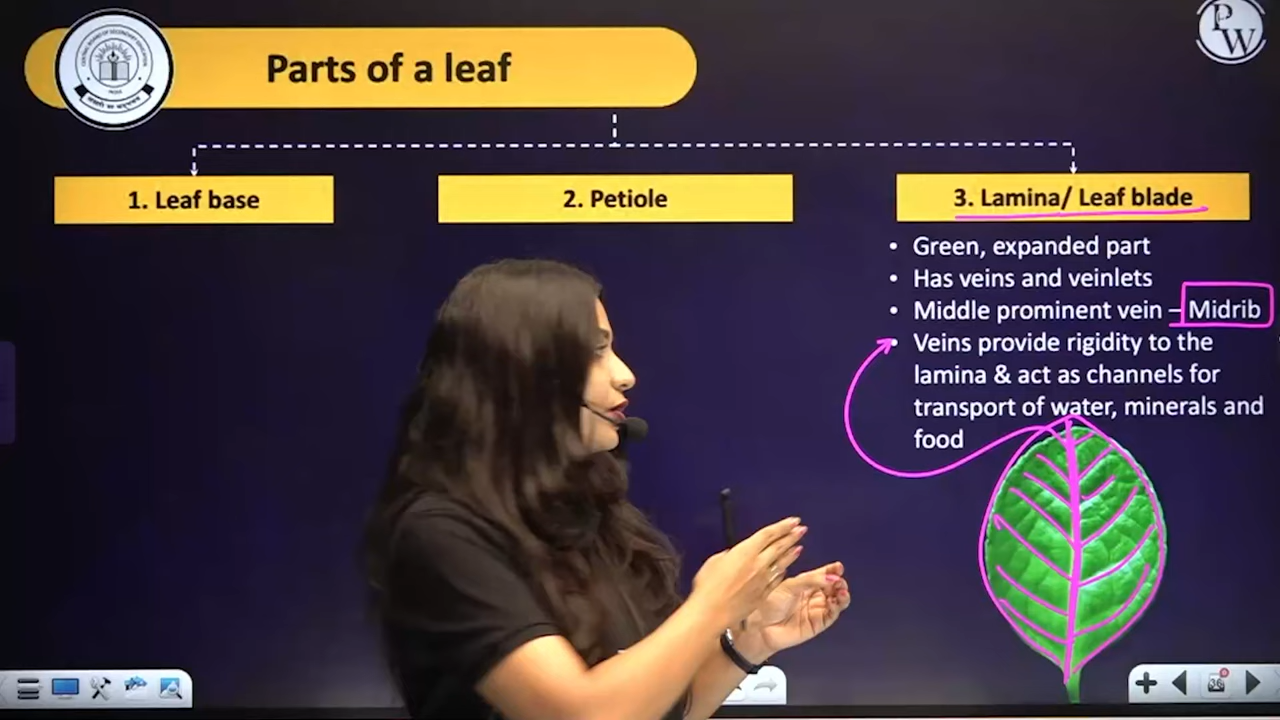 Parts of a leaf
PW
1. Leaf base
2. Petiole
3. Lamina/ Leaf blade
• Green, expanded part
• Has veins and veinlets
• Middle prominent vein – Midrib
• Veins provide rigidity to the
lamina & act as channels for
transport of water, minerals and
food